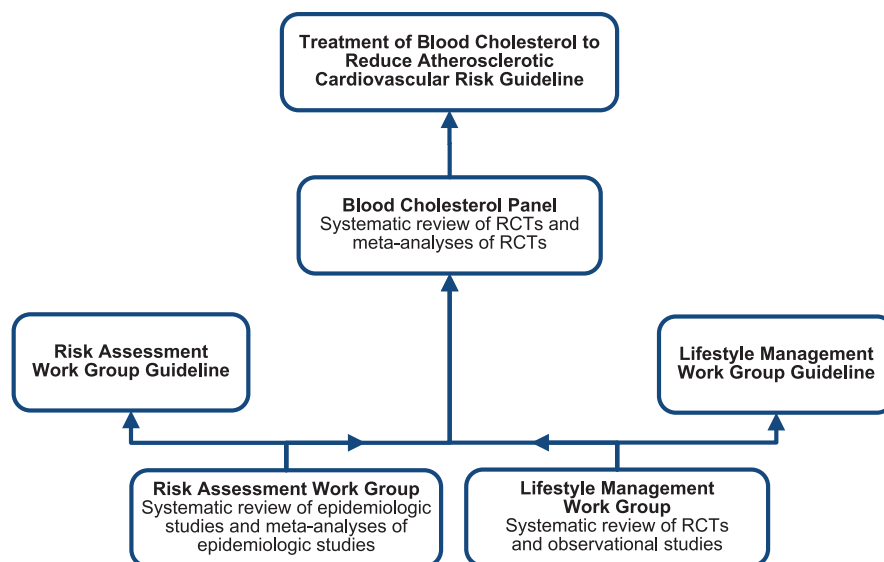 Treatment of Blood Cholesterol to
Reduce Atherosclerotic
Cardiovascular Risk Guideline
Blood Cholesterol Panel
Systematic review of RCTs and
meta-analyses of RCTs
Risk Assessment
Work Group Guideline
Lifestyle Management
Work Group Guideline
Risk Assessment Work Group
Systematic review of epidemiologic
studies and meta-analyses of
epidemiologic studies
Lifestyle Management
Work Group
Systematic review of RCTs
and observational studies